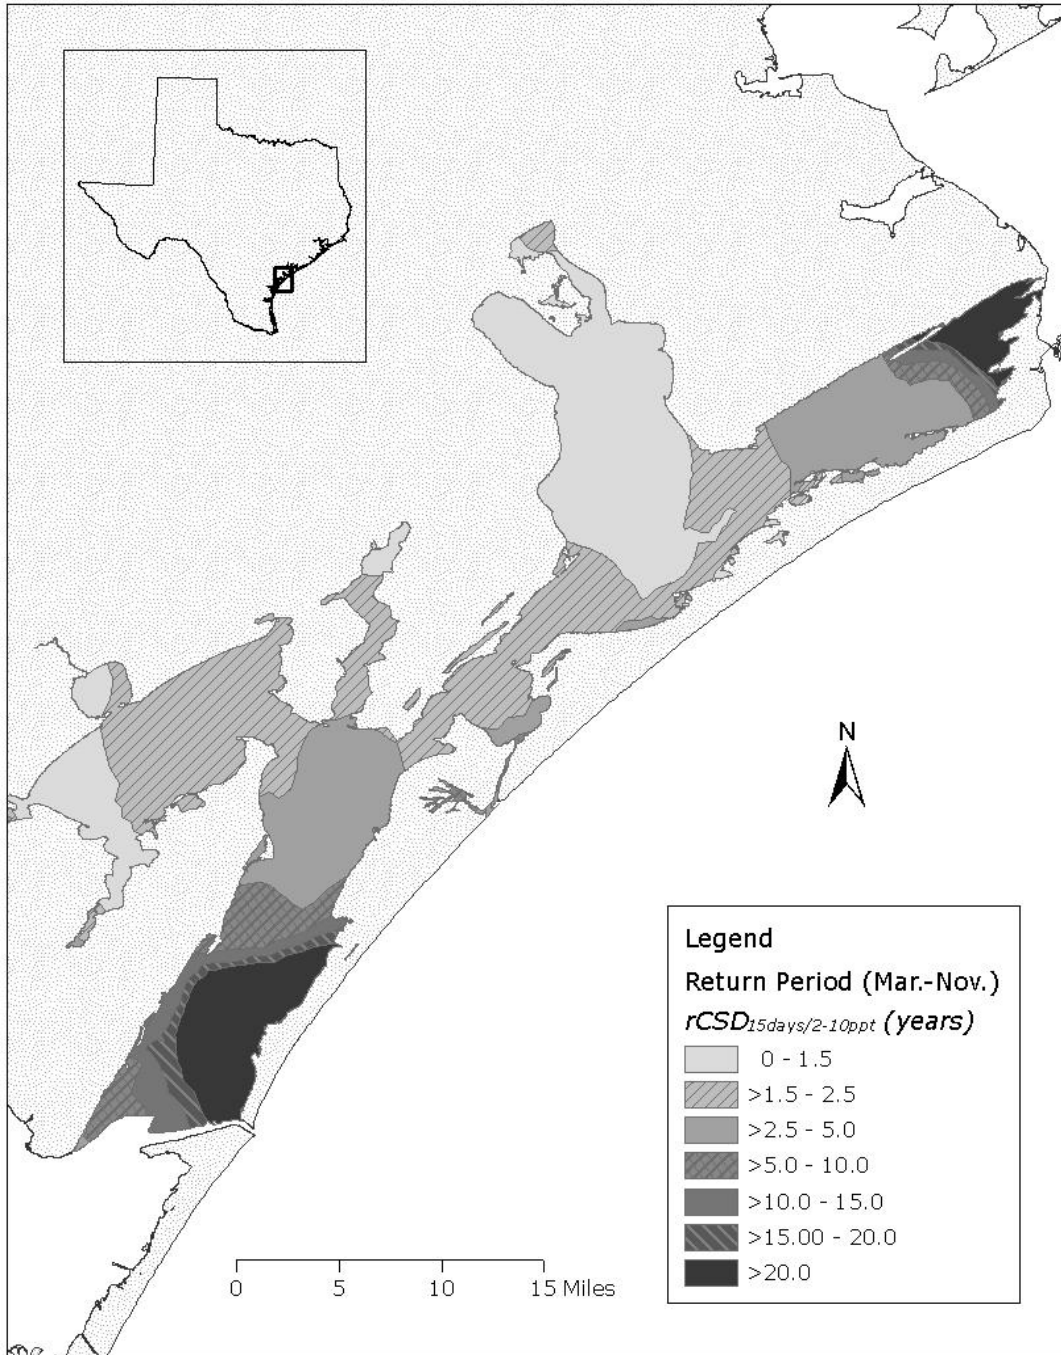 N
Legend
Return Period (Mar.-Nov.)
rCSD15days/2-10ppt (years)
0 - 1.5
>1.5 - 2.5
>2.5 - 5.0
>5.0 - 10.0
>10.0 - 15.0
>15.00 - 20.0
>20.0
0 5 10 15 Miles